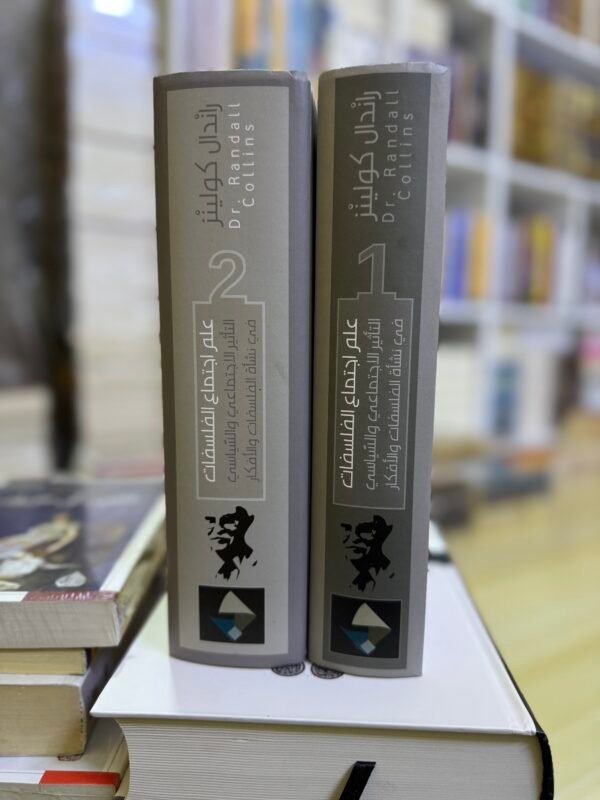 راندال كولينز
Dr. Randall
Collins
2
علم اجتماع الفلسفات
التأثير الاجتماعي والسياسي
في نشأة الفلسفات والأفكار
راندال كولينز
Dr. Randall
Collins
1
علم اجتماع الفلسفات
التأثير الاجتماعي والسياسي
في نشأة الفلسفات والأفكار